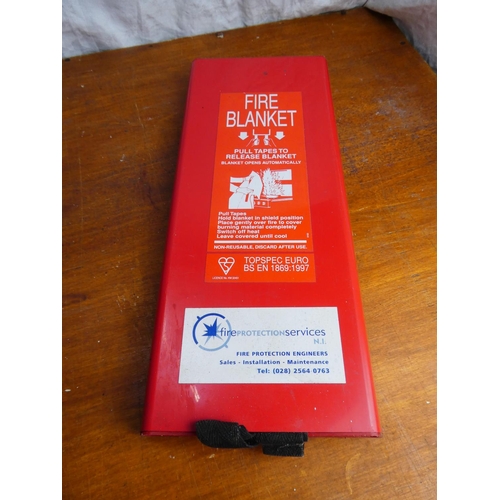 FIRE
BLANKET
PULL TAPES TO
RELEASE BLANKET
BLANKET OPENS AUTOMATICALLY
Pull Tapes
Hold blanket in shield position
Place gently over fire to cover
burning material completely
Switch off heat
Leave covered until cool
NON-REUSABLE, DISCARD AFTER USE.
TOPSPEC EURO
BS EN 1869:1997
firePROTECTIONservices
N.I.
FIRE PROTECTION ENGINEERS
Sales - Installation - Maintenance
Tel: (028) 2564 0763